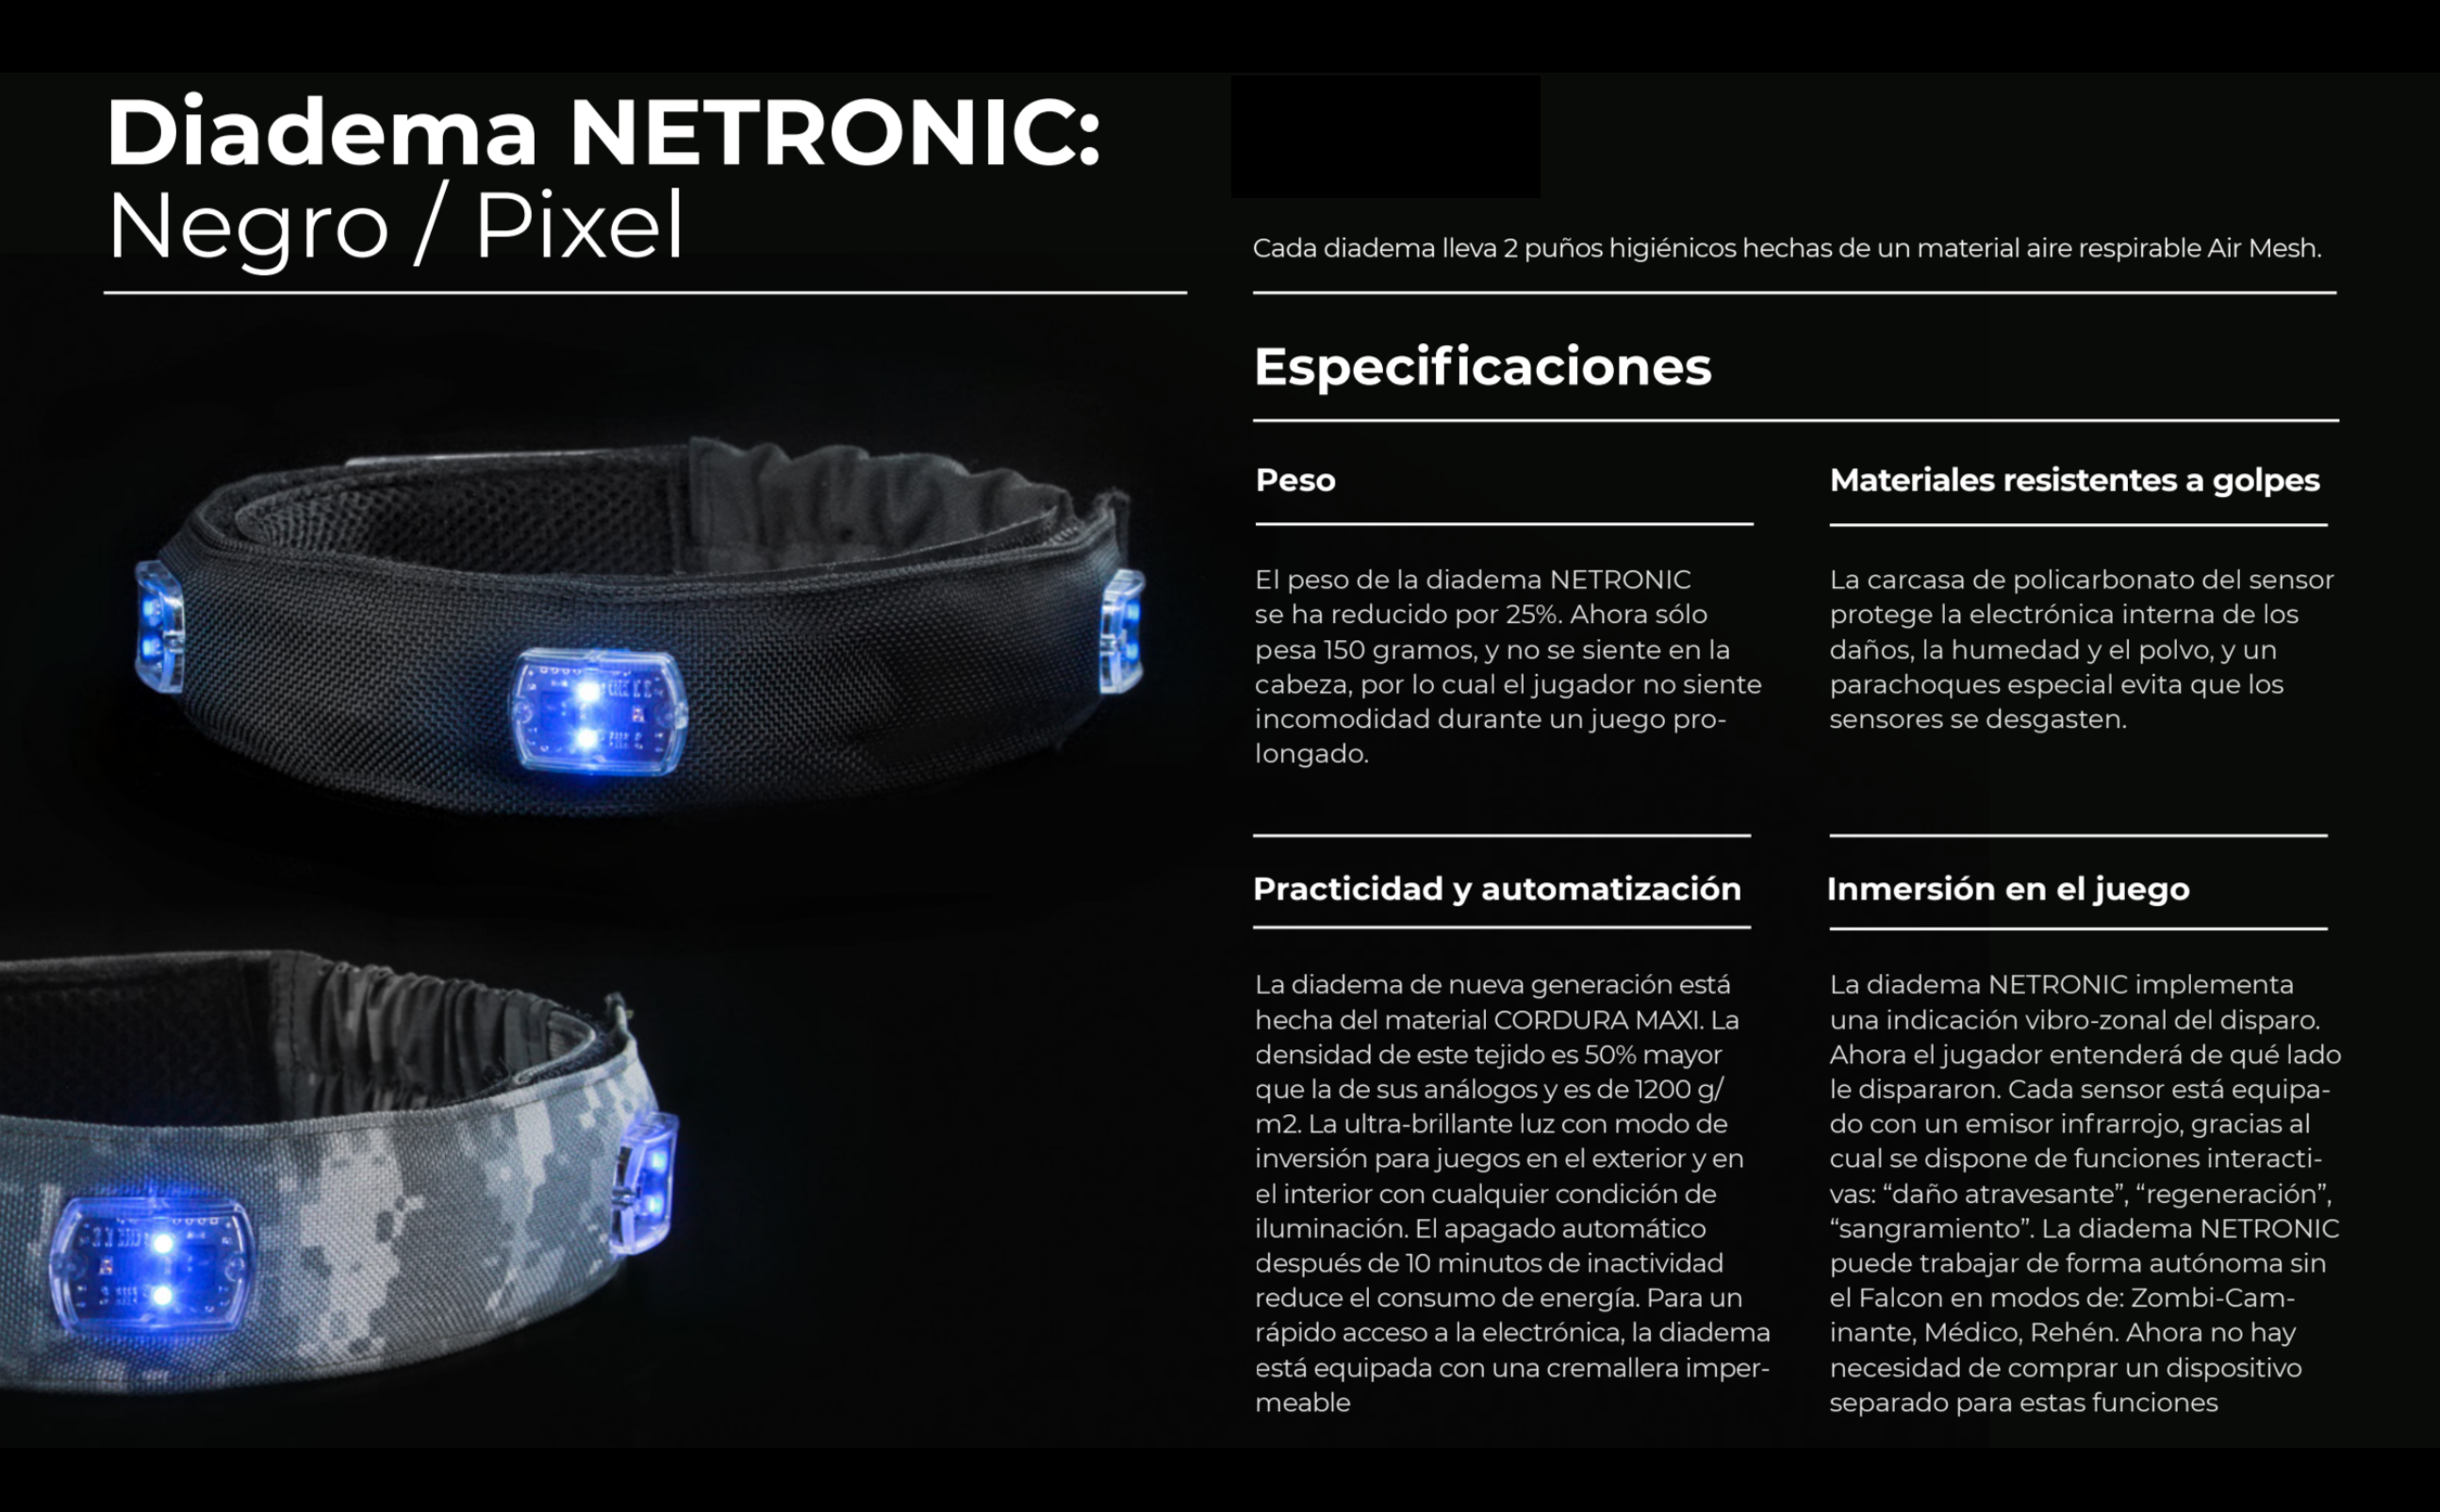 Diadema NETRONIC:
Negro / Pixel
Cada diadema lleva 2 puños higiénicos hechas de un material aire respirable Air Mesh.
Especificaciones
Peso
El peso de la diadema NETRONIC
se ha reducido por 25%. Ahora sólo
pesa 150 gramos, y no se siente en la
cabeza, por lo cual el jugador no siente
incomodidad durante un juego pro-
longado.
Materiales resistentes a golpes
La carcasa de policarbonato del sensor
protege la electrónica interna de los
daños, la humedad y el polvo, y un
parachoques especial evita que los
sensores se desgasten.
Practicidad y automatización
La diadema de nueva generación está
hecha del material CORDURA MAXI. La
densidad de este tejido es 50% mayor
que la de sus análogos y es de 1200 g/
m2. La ultra-brillante luz con modo de
inversión para juegos en el exterior y en
el interior con cualquier condición de
iluminación. El apagado automático
después de 10 minutos de inactividad
reduce el consumo de energía. Para un
rápido acceso a la electrónica, la diadema
está equipada con una cremallera imper-
meable
Inmersión en el juego
La diadema NETRONIC implementa
una indicación vibro-zonal del disparo.
Ahora el jugador entenderá de qué lado
le dispararon. Cada sensor está equipa-
do con un emisor infrarrojo, gracias al
cual se dispone de funciones interacti-
vas: “daño atravesante”, “regeneración”,
“sangramiento”. La diadema NETRONIC
puede trabajar de forma autónoma sin
el Falcon en modos de: Zombi-Cam-
inante, Médico, Rehén. Ahora no hay
necesidad de comprar un dispositivo
separado para estas funciones